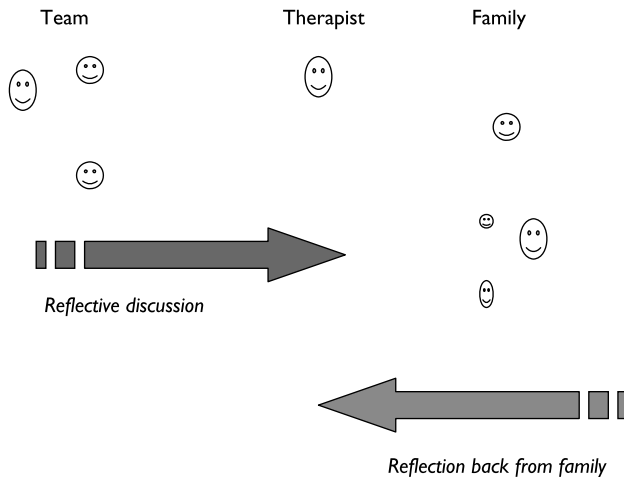 Team Therapist Family
Reflective discussion
Reflection back from family